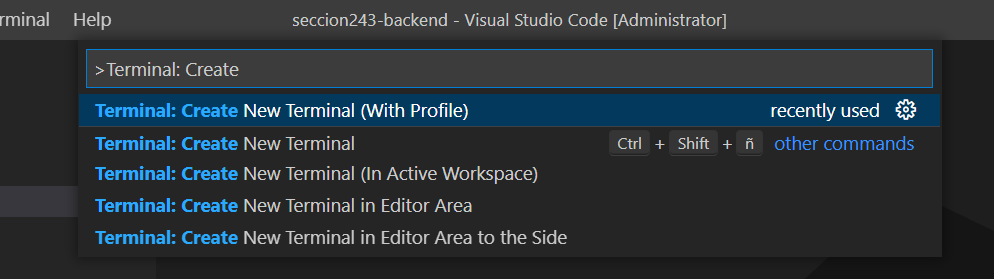 rminal Help seccion243-backend - Visual Studio Code [Administrator]
>Terminal: Create
Terminal: Create New Terminal (With Profile) recently used
Terminal: Create New Terminal Ctrl + Shift + ñ other commands
Terminal: Create New Terminal (In Active Workspace)
Terminal: Create New Terminal in Editor Area
Terminal: Create New Terminal in Editor Area to the Side